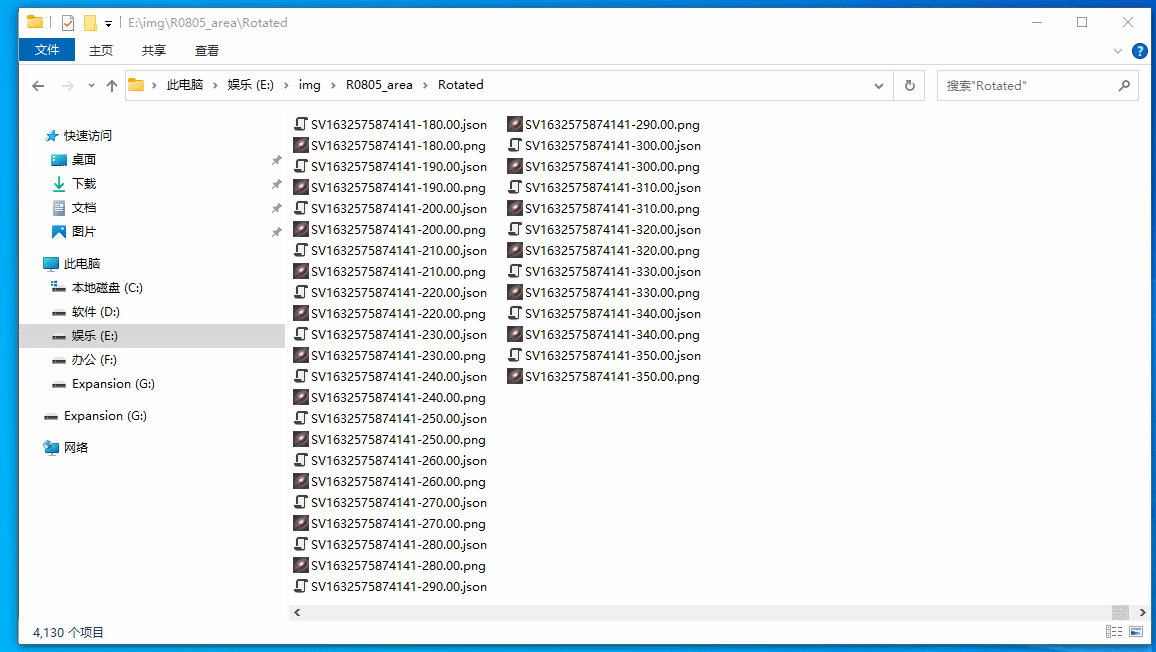 E:\img\R0805_area\Rotated
文件 主页 共享 查看
此电脑 娱乐 (E:) img R0805_area Rotated 搜索"Rotated"
快速访问
桌面
下载
文档
图片
此电脑
本地磁盘 (C:)
软件 (D:)
娱乐 (E:)
办公 (F:)
Expansion (G:)
Expansion (G:)
网络
SV1632575874141-180.00.json
SV1632575874141-180.00.png
SV1632575874141-190.00.json
SV1632575874141-190.00.png
SV1632575874141-200.00.json
SV1632575874141-200.00.png
SV1632575874141-210.00.json
SV1632575874141-210.00.png
SV1632575874141-220.00.json
SV1632575874141-220.00.png
SV1632575874141-230.00.json
SV1632575874141-230.00.png
SV1632575874141-240.00.json
SV1632575874141-240.00.png
SV1632575874141-250.00.json
SV1632575874141-250.00.png
SV1632575874141-260.00.json
SV1632575874141-260.00.png
SV1632575874141-270.00.json
SV1632575874141-270.00.png
SV1632575874141-280.00.json
SV1632575874141-280.00.png
SV1632575874141-290.00.json
SV1632575874141-290.00.png
SV1632575874141-300.00.json
SV1632575874141-300.00.png
SV1632575874141-310.00.json
SV1632575874141-310.00.png
SV1632575874141-320.00.json
SV1632575874141-320.00.png
SV1632575874141-330.00.json
SV1632575874141-330.00.png
SV1632575874141-340.00.json
SV1632575874141-340.00.png
SV1632575874141-350.00.json
SV1632575874141-350.00.png
4,130 个项目